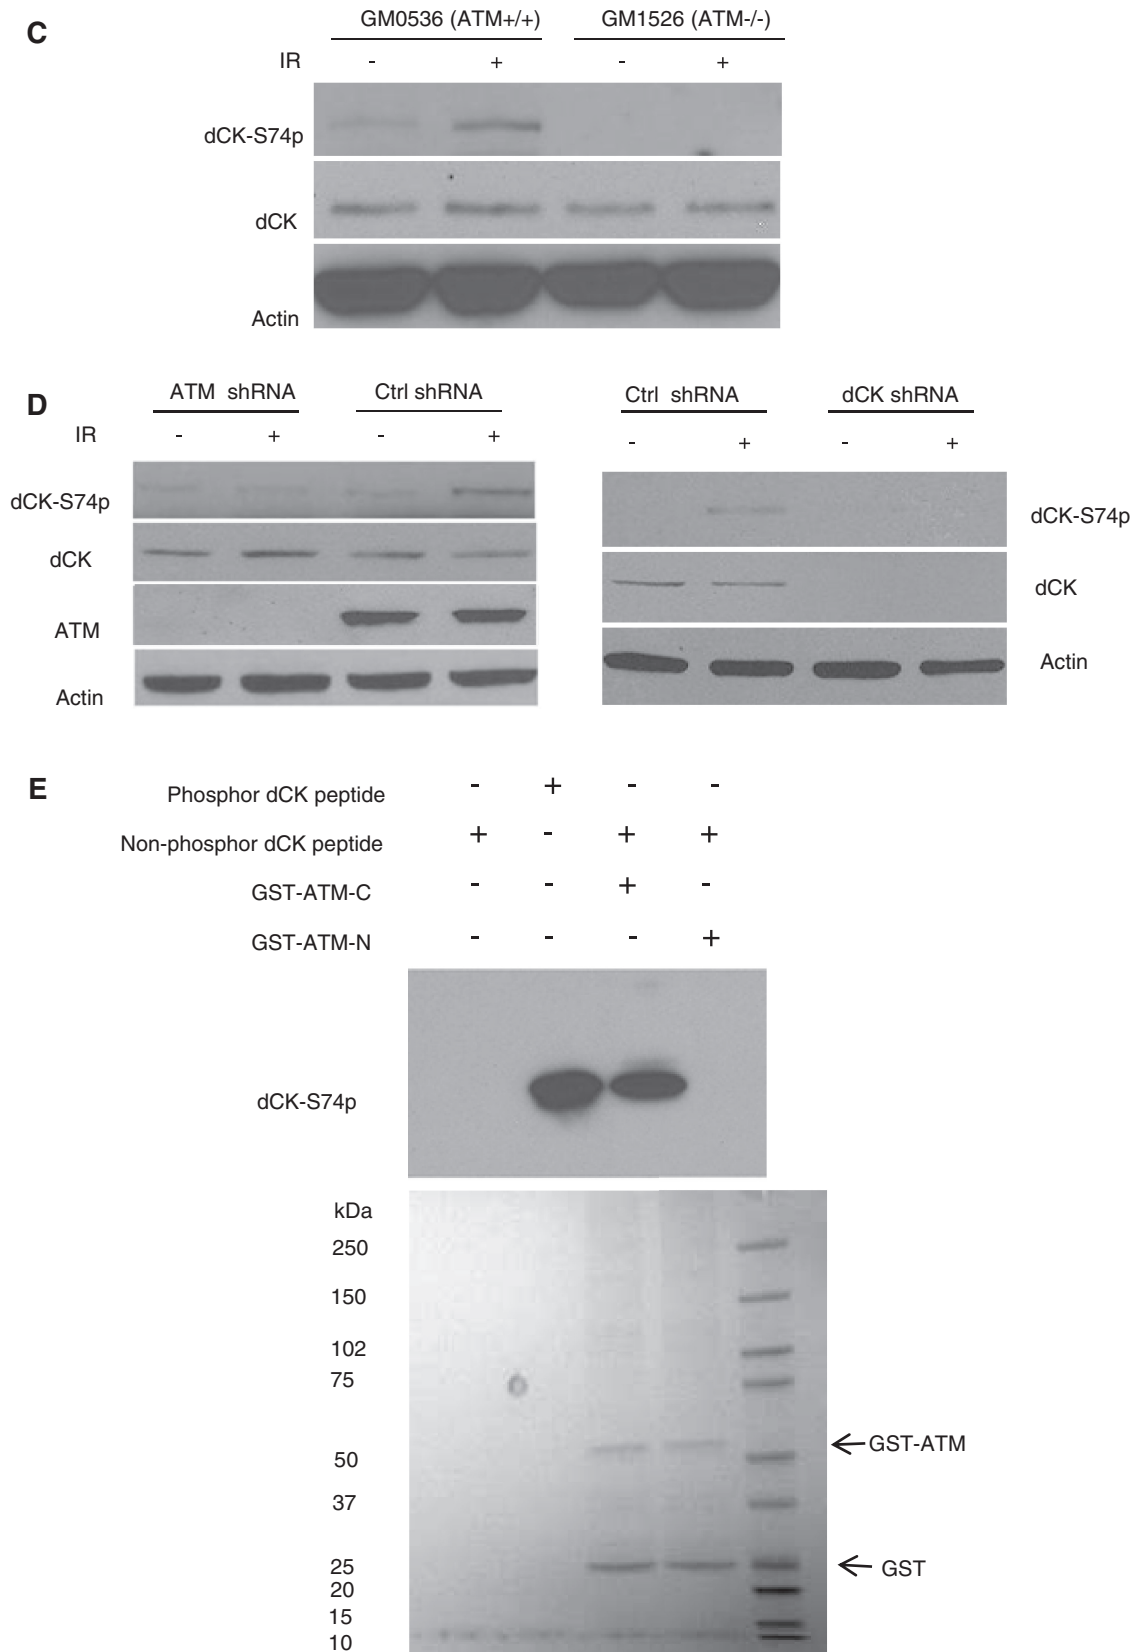 C
GM0536 (ATM+/+) GM1526 (ATM-/-)
IR - + - +
dCK-S74p
dCK
Actin
D
ATM shRNA Ctrl shRNA
IR - + - +
dCK-S74p
dCK
ATM
Actin
Ctrl shRNA dCK shRNA
- + - +
dCK-S74p
dCK
Actin
E
Phosphor dCK peptide - + - -
Non-phosphor dCK peptide + - + +
GST-ATM-C - - + -
GST-ATM-N - - - +
dCK-S74p
kDa
250
150
102
75
50
37
25
20
15
10
GST-ATM
GST